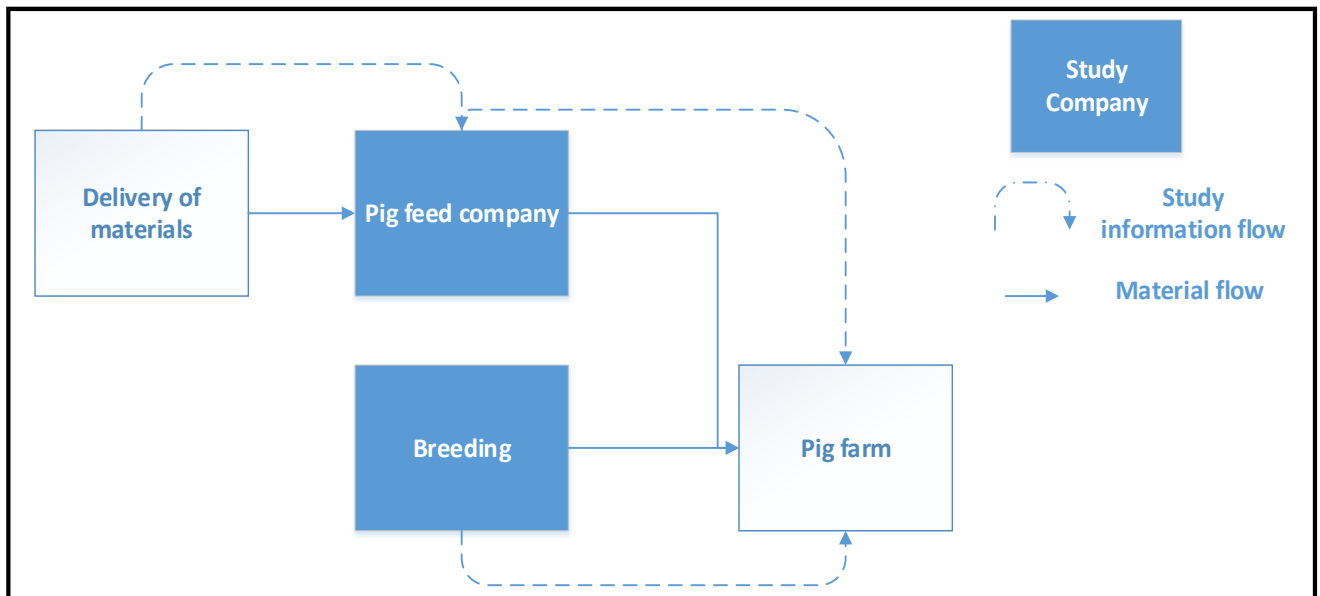 Study
Company
Delivery of
materials
Pig feed company
Study
information flow
Material flow
Breeding
Pig farm